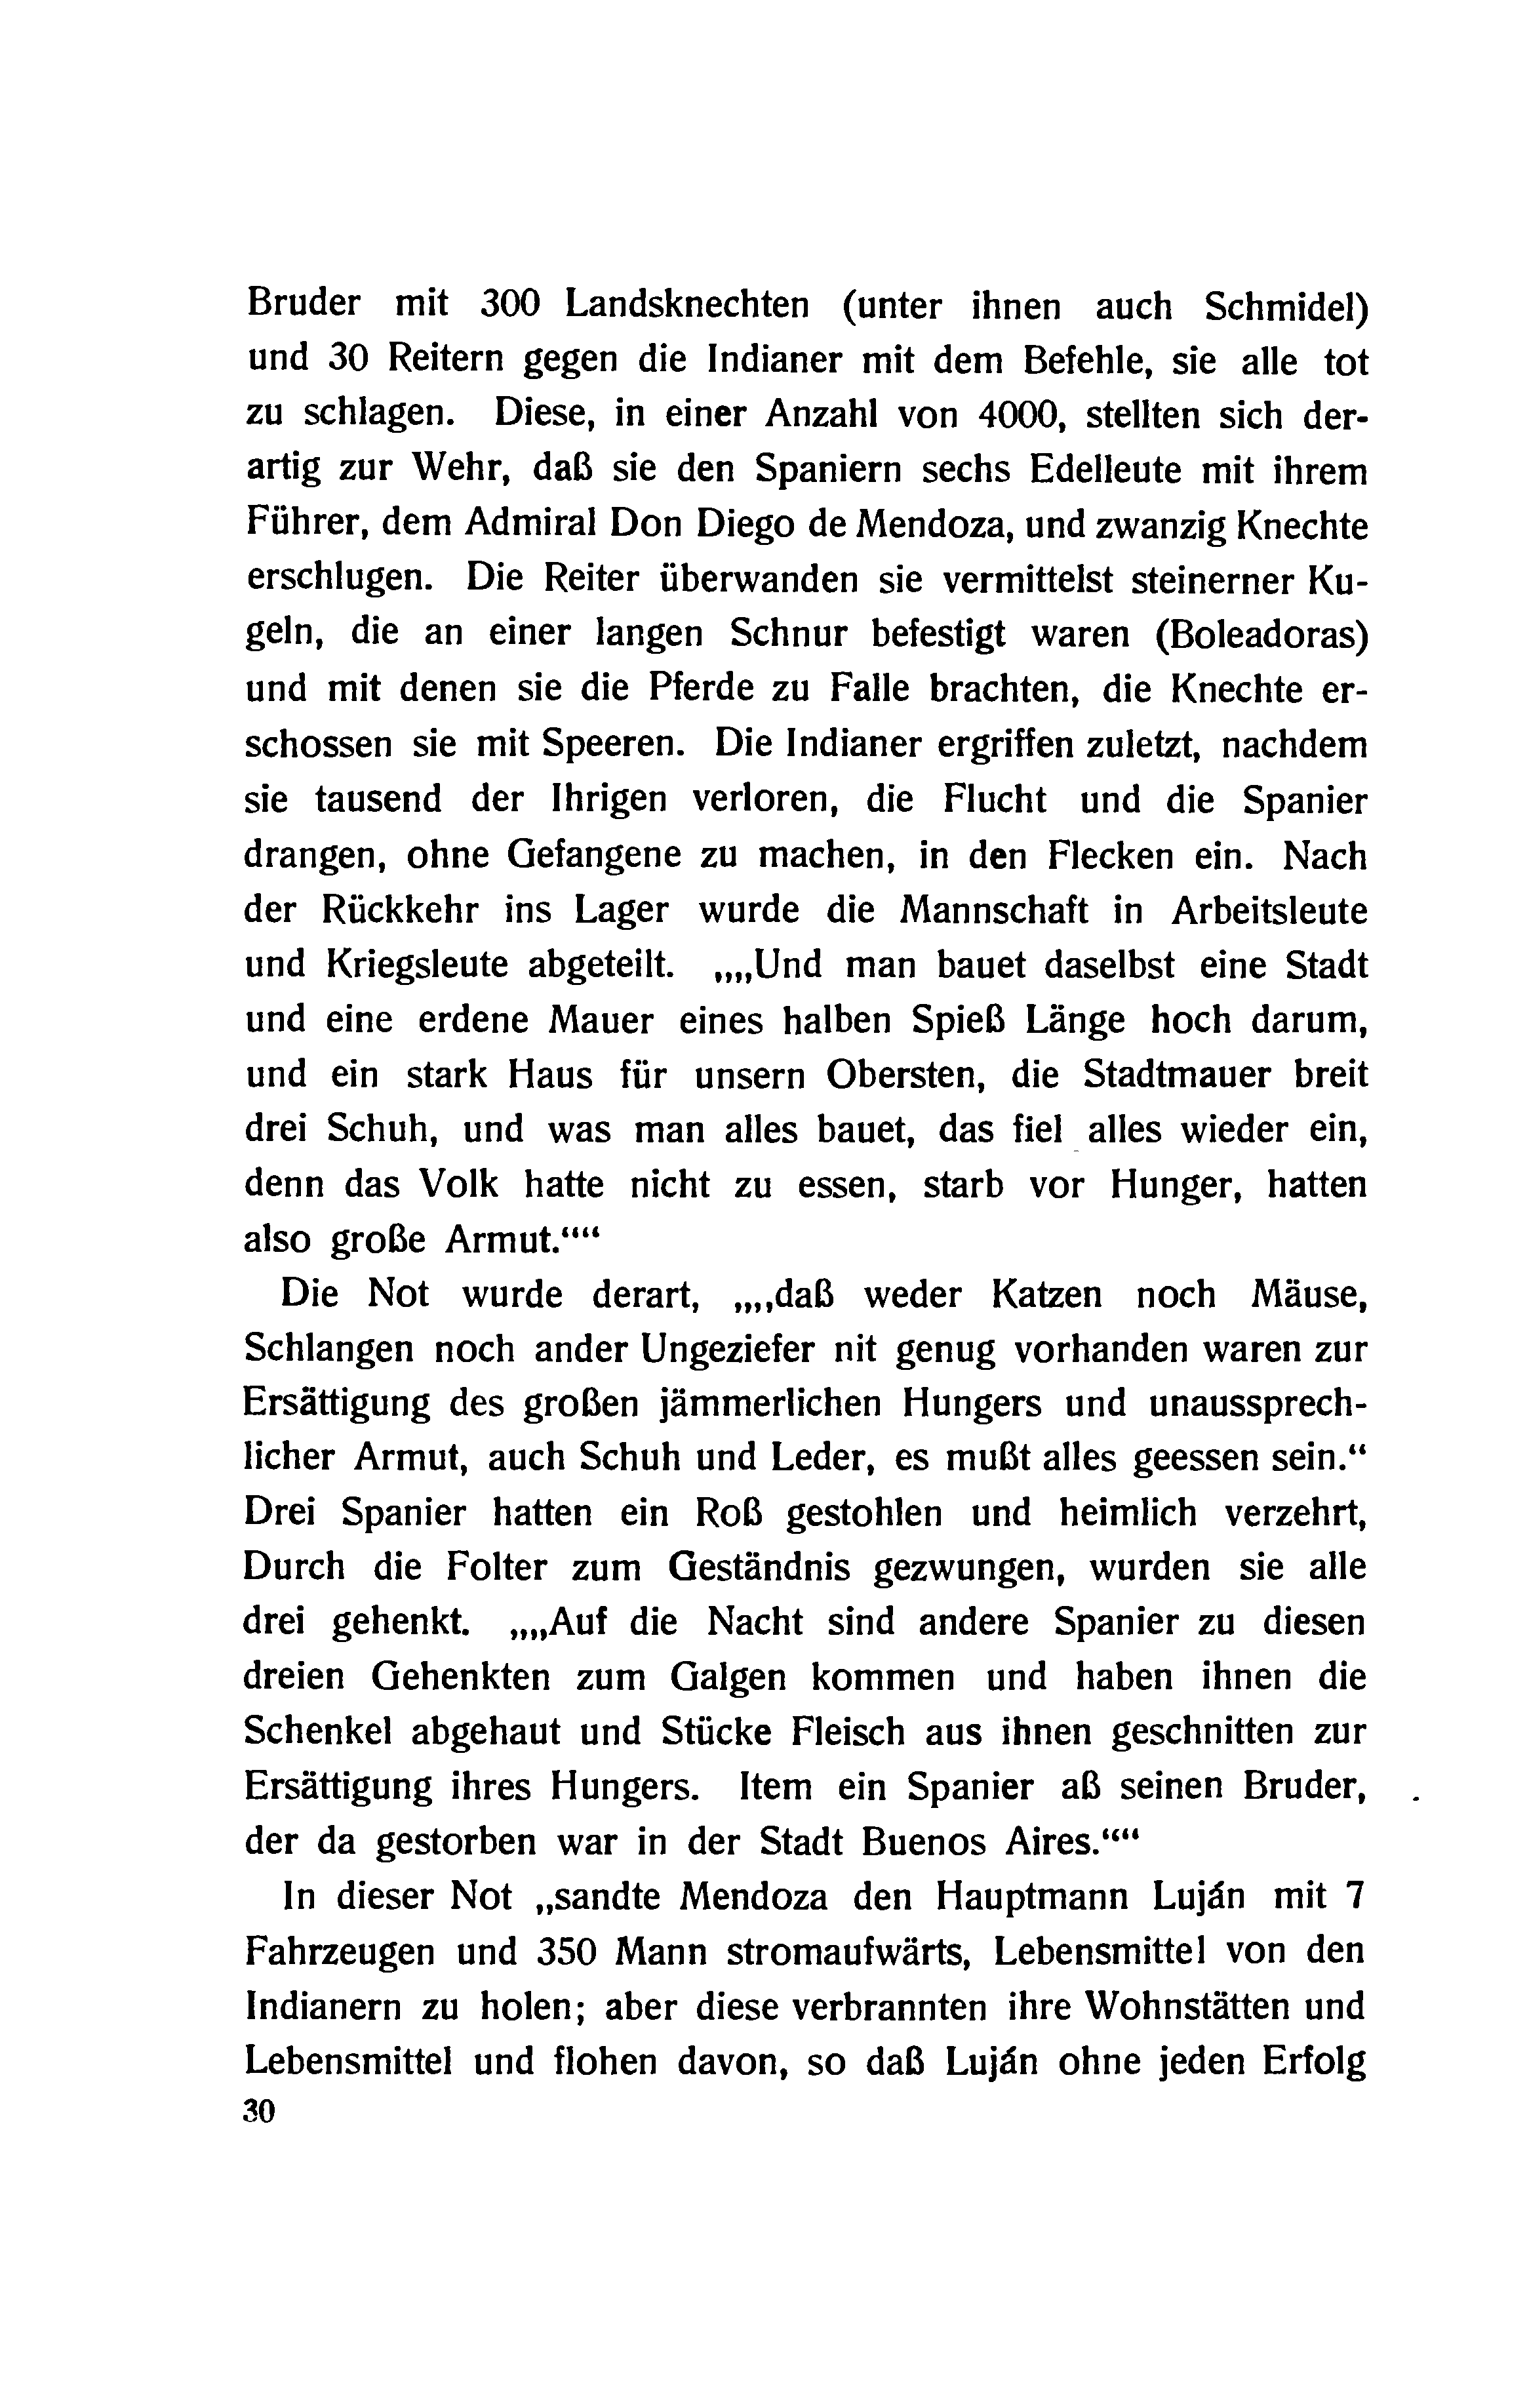 Bruder mit 300 Landsknechten (unter ihnen auch Schmidel)
und 30 Reitern gegen die Indianer mit dem Befehle, sie alle tot
zu schlagen. Diese, in einer Anzahl von 4000, stellten sich der-
artig zur Wehr, daß sie den Spaniern sechs Edelleute mit ihrem
Führer, dem Admiral Don Diego de Mendoza, und zwanzig Knechte
erschlugen. Die Reiter überwanden sie vermittelst steinerner Ku-
geln, die an einer langen Schnur befestigt waren (Boleadoras)
und mit denen sie die Pferde zu Falle brachten, die Knechte er-
schossen sie mit Speeren. Die Indianer ergriffen zuletzt, nachdem
sie tausend der Ihrigen verloren, die Flucht und die Spanier
drangen, ohne Gefangene zu machen, in den Flecken ein. Nach
der Rückkehr ins Lager wurde die Mannschaft in Arbeitsleute
und Kriegsleute abgeteilt. „„Und man bauet daselbst eine Stadt
und eine erdene Mauer eines halben Spieß Länge hoch darum,
und ein stark Haus für unsern Obersten, die Stadtmauer breit
drei Schuh, und was man alles bauet, das fiel alles wieder ein,
denn das Volk hatte nicht zu essen, starb vor Hunger, hatten
also große Armut.““
Die Not wurde derart, „„daß weder Katzen noch Mäuse,
Schlangen noch ander Ungeziefer nit genug vorhanden waren zur
Ersättigung des großen jämmerlichen Hungers und unaussprech-
licher Armut, auch Schuh und Leder, es mußt alles geessen sein.“
Drei Spanier hatten ein Roß gestohlen und heimlich verzehrt,
Durch die Folter zum Geständnis gezwungen, wurden sie alle
drei gehenkt. „„Auf die Nacht sind andere Spanier zu diesen
dreien Gehenkten zum Galgen kommen und haben ihnen die
Schenkel abgehaut und Stücke Fleisch aus ihnen geschnitten zur
Ersättigung ihres Hungers. Item ein Spanier aß seinen Bruder,
der da gestorben war in der Stadt Buenos Aires.““
In dieser Not „sandte Mendoza den Hauptmann Luján mit 7
Fahrzeugen und 350 Mann stromaufwärts, Lebensmittel von den
Indianern zu holen; aber diese verbrannten ihre Wohnstätten und
Lebensmittel und flohen davon, so daß Luján ohne jeden Erfolg
30